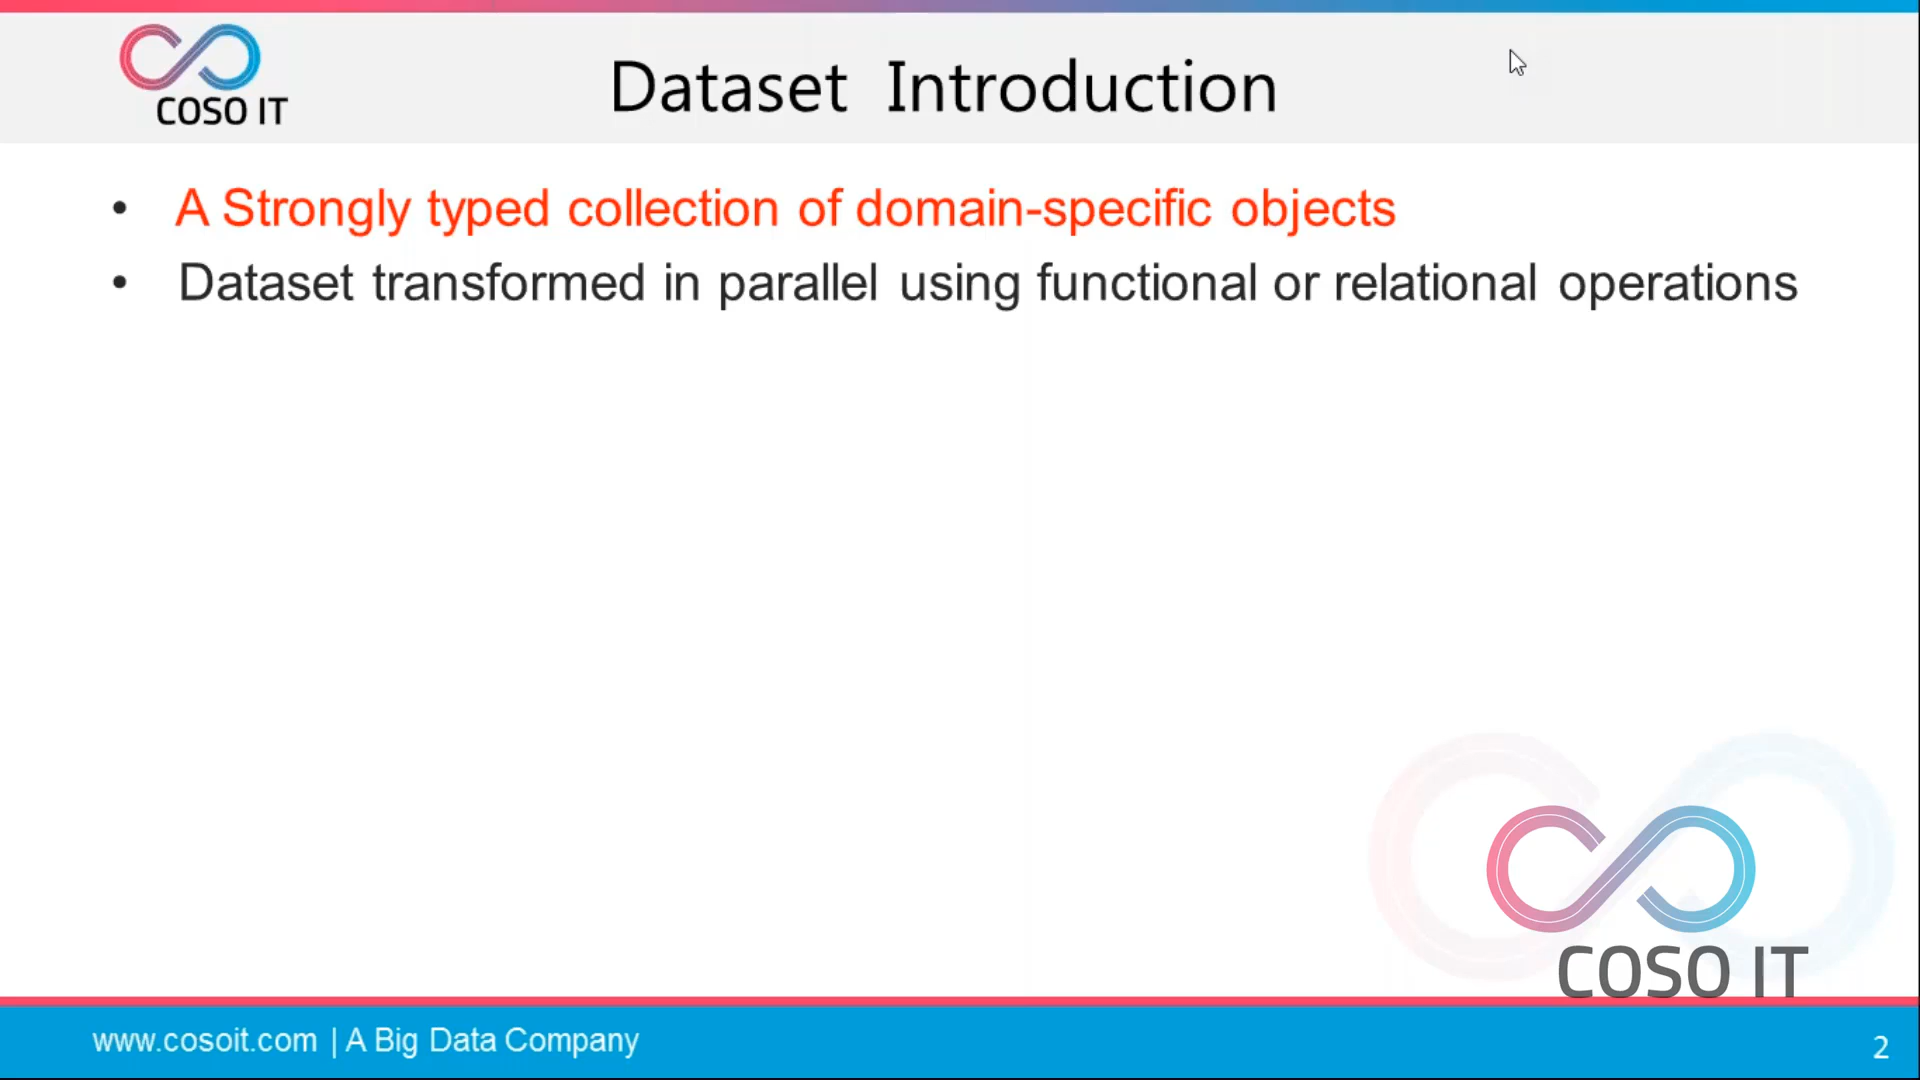 COSO IT
Dataset Introduction
• A Strongly typed collection of domain-specific objects
• Dataset transformed in parallel using functional or relational operations
COSO IT
www.cosoit.com | A Big Data Company
2